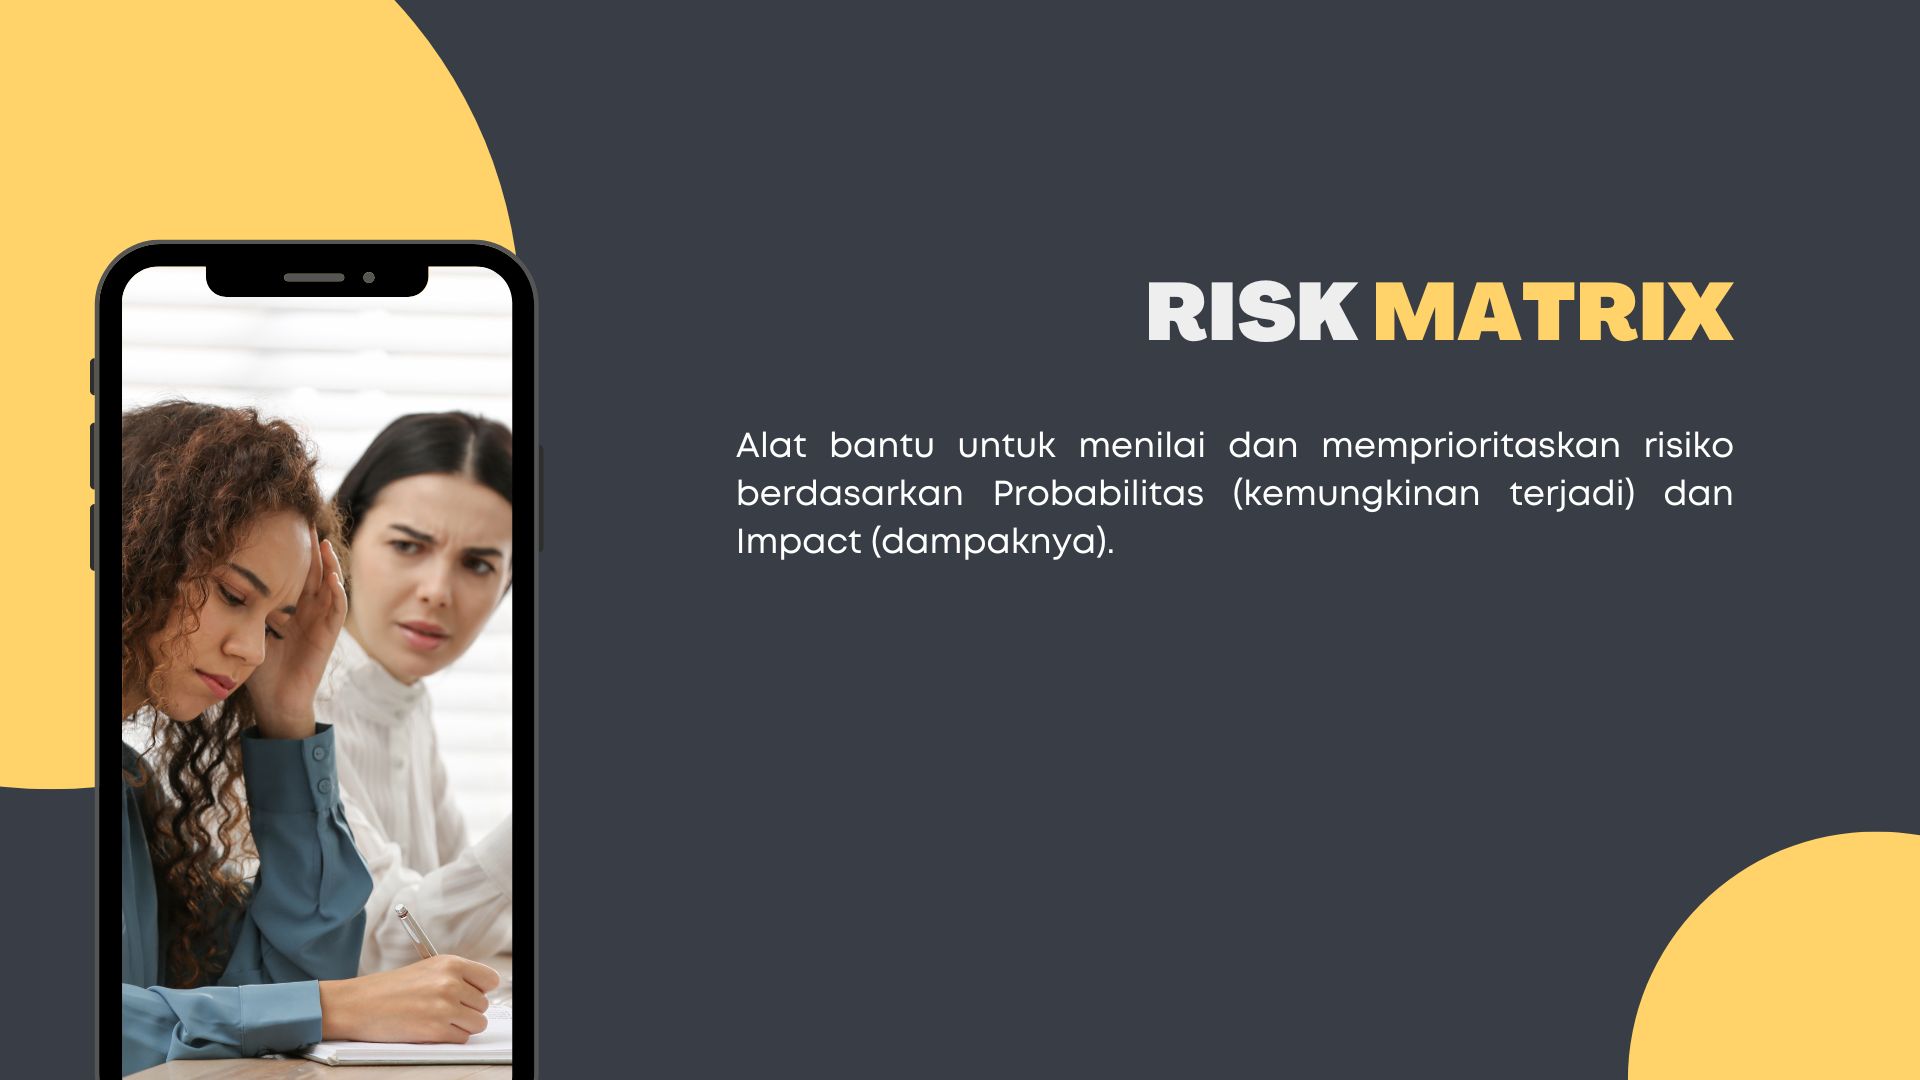 RISK MATRIX
Alat bantu untuk menilai dan memprioritaskan risiko
berdasarkan Probabilitas (kemungkinan terjadi) dan
Impact (dampaknya).